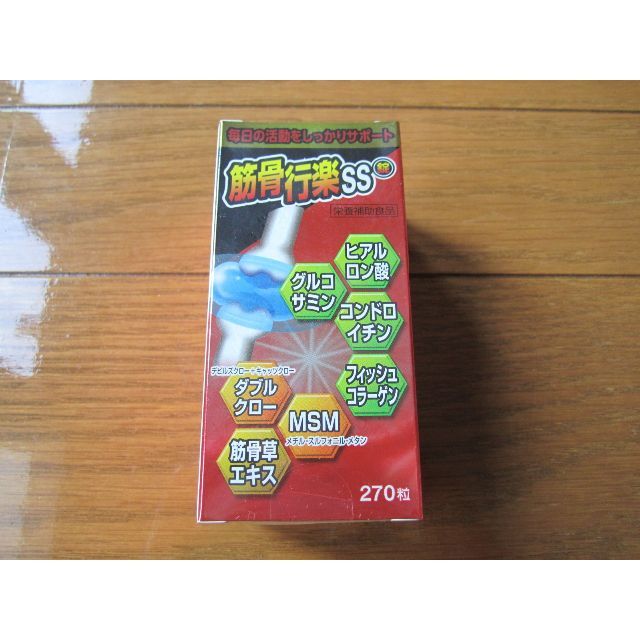 毎日の活動をしっかりサポート
筋骨行楽SS錠
栄養補助食品
ヒアル
ロン酸
グルコ
サミン
コンドロ
イチン
フィッシュ
コラーゲン
デビルズクロー+キャッツクロー
ダブル
クロー
MSM
メチル・スルフォニル・メタン
筋骨草
エキス
270粒